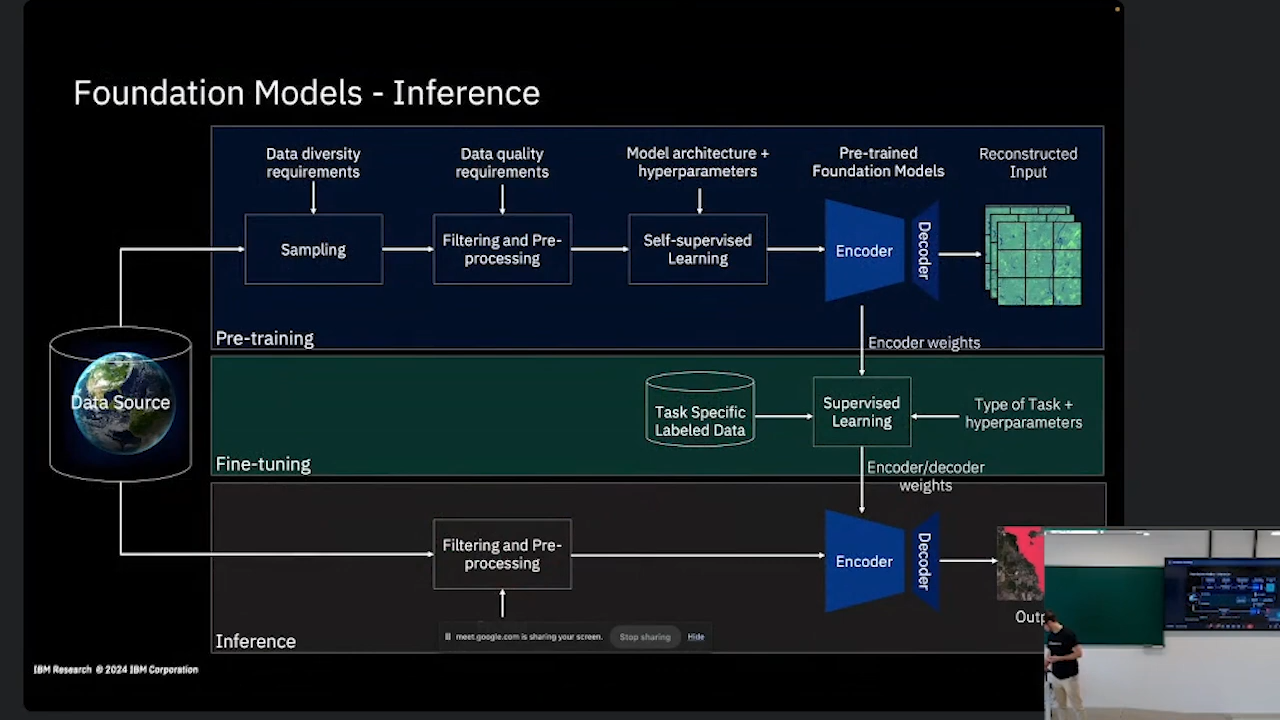 Foundation Models - Inference
Data diversity
requirements
Data quality
requirements
Model architecture +
hyperparameters
Pre-trained
Foundation Models
Reconstructed
Input
Sampling
Filtering and Pre-
processing
Self-supervised
Learning
Encoder
Decoder
Pre-training
Encoder weights
Data Source
Task Specific
Labeled Data
Supervised
Learning
Type of Task +
hyperparameters
Fine-tuning
Encoder/decoder
weights
Filtering and Pre-
processing
Encoder
Decoder
Outp
Inference
meet.google.com is sharing your screen.
Stop sharing
Hide
IBM Research © 2024 IBM Corporation